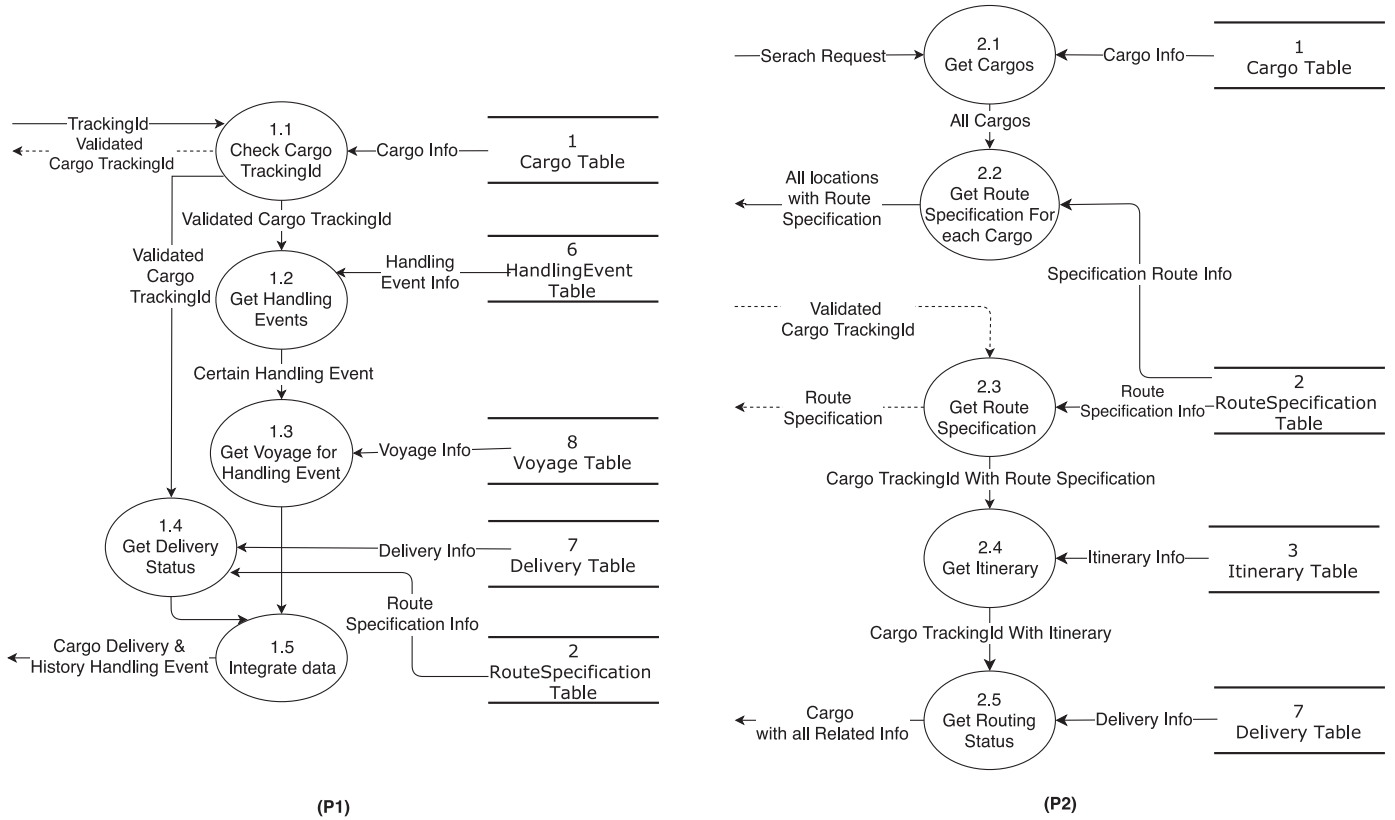 TrackingId
Validated
Cargo TrackingId
1.1
Check Cargo
TrackingId
Cargo Info
1
Cargo Table
Validated Cargo TrackingId
Validated
Cargo
TrackingId
1.2
Get Handling
Events
Handling
Event Info
6
HandlingEvent
Table
Certain Handling Event
1.3
Get Voyage for
Handling Event
Voyage Info
8
Voyage Table
1.4
Get Delivery
Status
Delivery Info
7
Delivery Table
Route
Specification Info
2
RouteSpecification
Table
1.5
Integrate data
Cargo Delivery &
History Handling Event
(P1)
Serach Request
2.1
Get Cargos
Cargo Info
1
Cargo Table
All Cargos
2.2
Get Route
Specification For
each Cargo
All locations
with Route
Specification
Specification Route Info
Validated
Cargo TrackingId
2.3
Get Route
Specification
Route
Specification
Route
Specification Info
2
RouteSpecification
Table
Cargo TrackingId With Route Specification
2.4
Get Itinerary
Itinerary Info
3
Itinerary Table
Cargo TrackingId With Itinerary
2.5
Get Routing
Status
Cargo
with all Related Info
Delivery Info
7
Delivery Table
(P2)